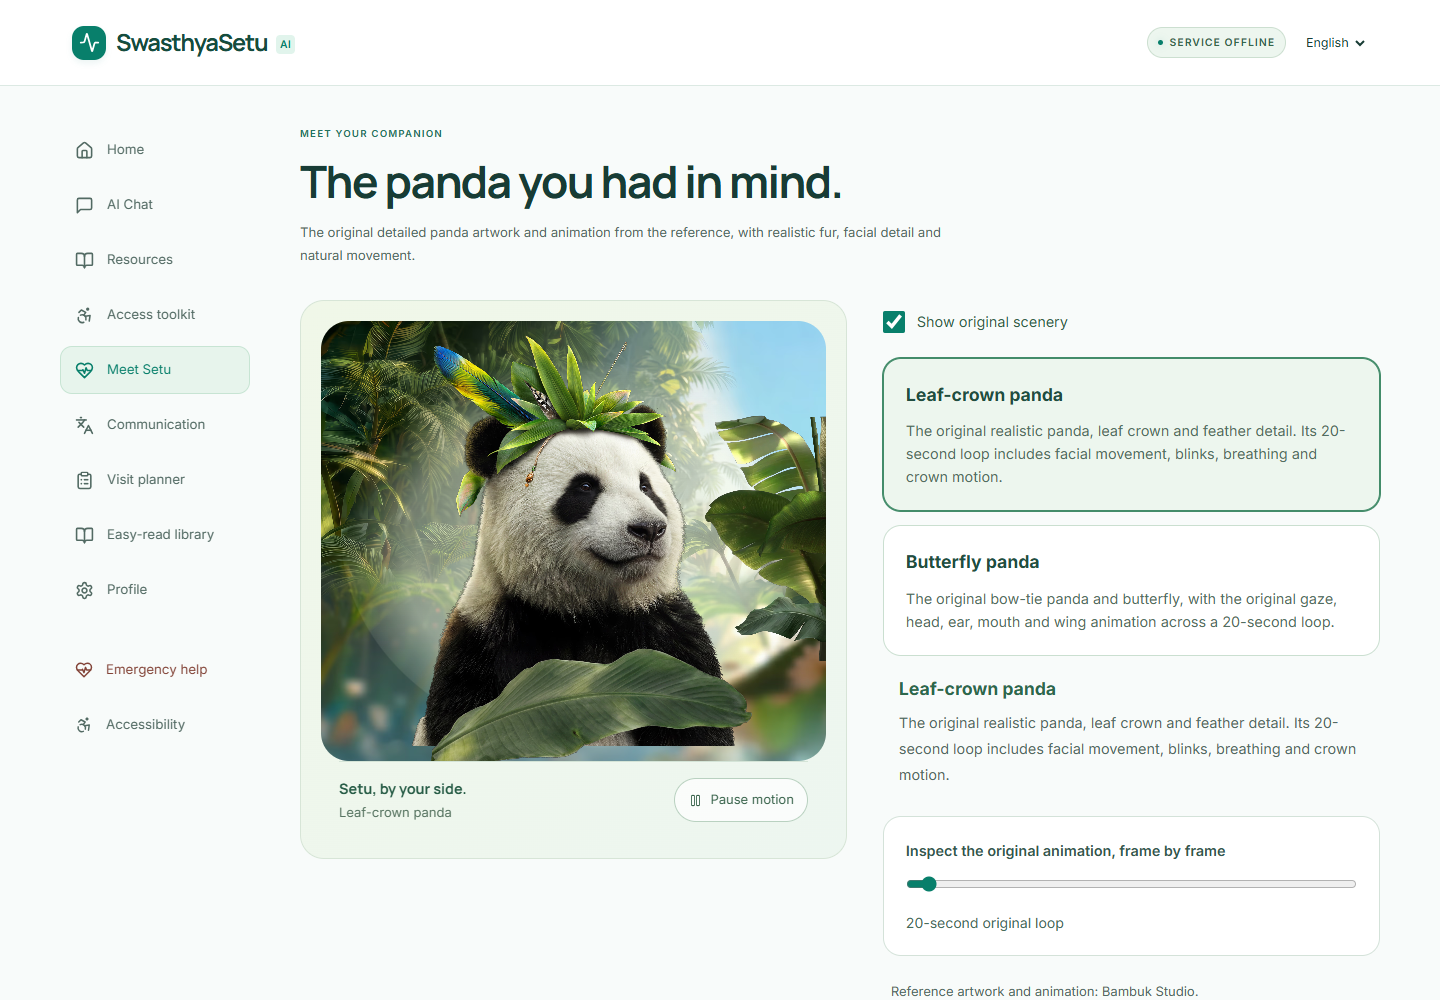 SwasthyaSetu AI
SERVICE OFFLINE
English
Home
AI Chat
Resources
Access toolkit
Meet Setu
Communication
Visit planner
Easy-read library
Profile
Emergency help
Accessibility
MEET YOUR COMPANION
The panda you had in mind.
The original detailed panda artwork and animation from the reference, with realistic fur, facial detail and
natural movement.
Setu, by your side.
Leaf-crown panda
Pause motion
Show original scenery
Leaf-crown panda
The original realistic panda, leaf crown and feather detail. Its 20-
second loop includes facial movement, blinks, breathing and
crown motion.
Butterfly panda
The original bow-tie panda and butterfly, with the original gaze,
head, ear, mouth and wing animation across a 20-second loop.
Leaf-crown panda
The original realistic panda, leaf crown and feather detail. Its 20-
second loop includes facial movement, blinks, breathing and crown
motion.
Inspect the original animation, frame by frame
20-second original loop
Reference artwork and animation: Bambuk Studio.